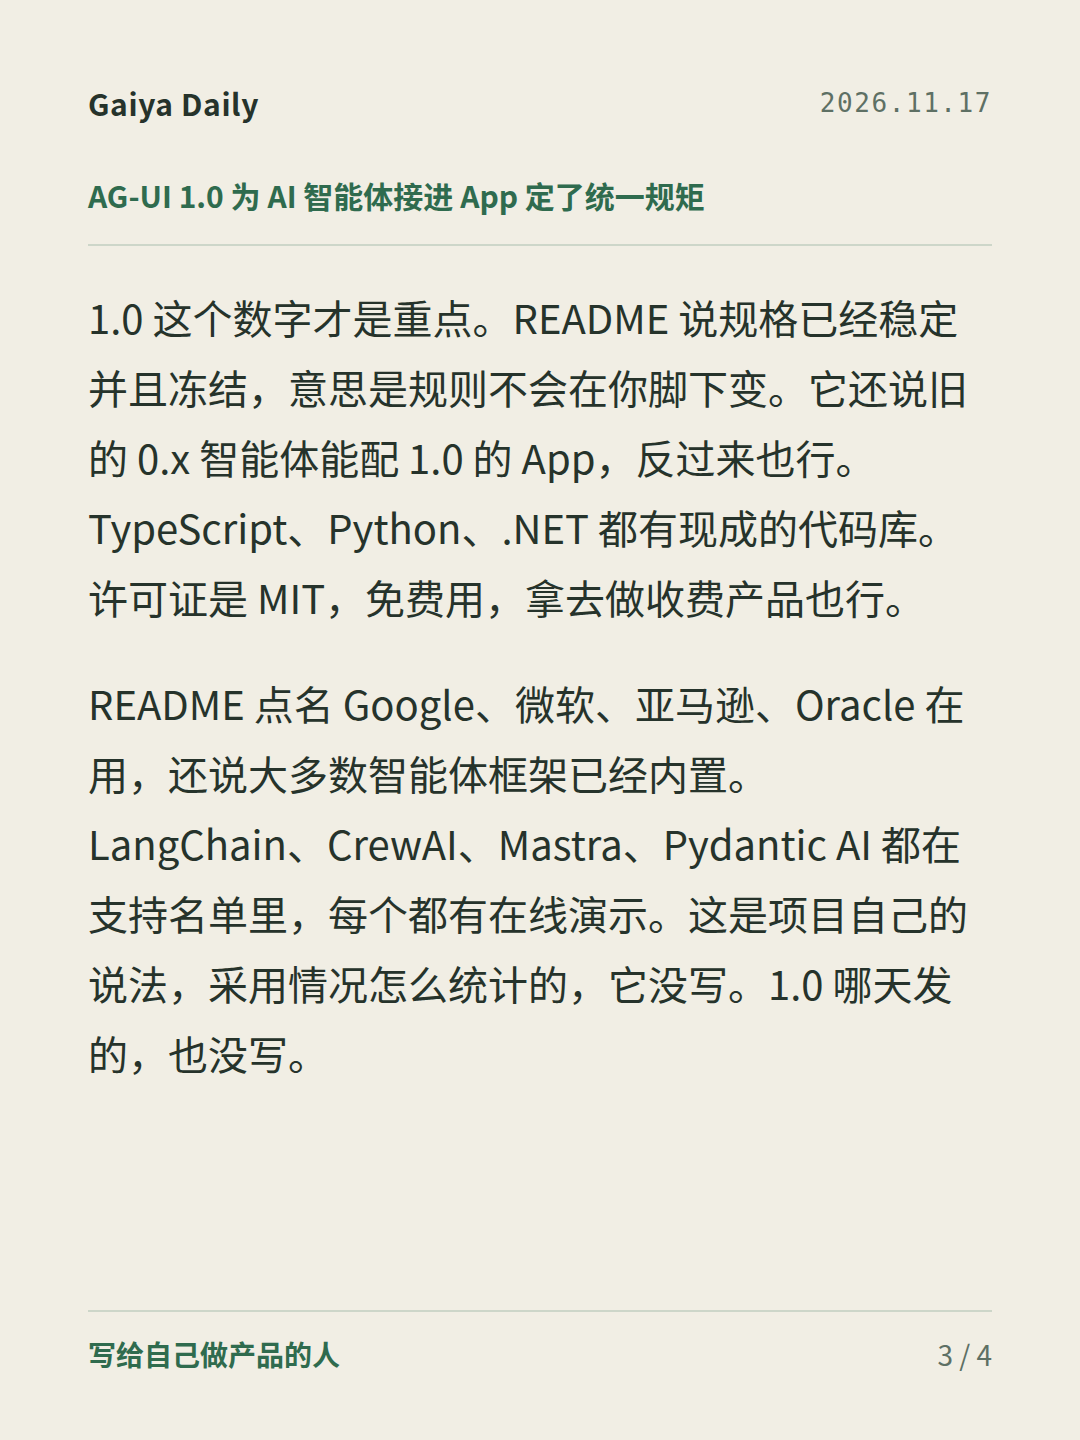 Gaiya Daily
2026.11.17
AG-UI 1.0 为 AI 智能体接进 App 定了统一规矩
1.0 这个数字才是重点。README 说规格已经稳定
并且冻结，意思是规则不会在你脚下变。它还说旧
的 0.x 智能体能配 1.0 的 App，反过来也行。
TypeScript、Python、.NET 都有现成的代码库。
许可证是 MIT，免费用，拿去做收费产品也行。
README 点名 Google、微软、亚马逊、Oracle 在
用，还说大多数智能体框架已经内置。
LangChain、CrewAI、Mastra、Pydantic AI 都在
支持名单里，每个都有在线演示。这是项目自己的
说法，采用情况怎么统计的，它没写。1.0 哪天发
的，也没写。
写给自己做产品的人
3 / 4